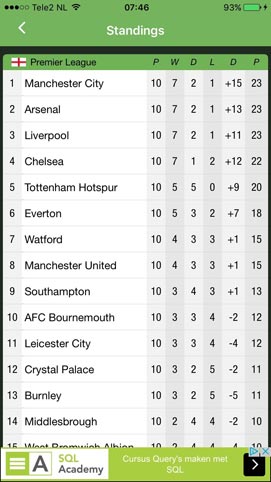 Tele2 NL 07:46 93%
Standings
Premier League P W D L D P
1 Manchester City 10 7 2 1 +15 23
2 Arsenal 10 7 2 1 +13 23
3 Liverpool 10 7 2 1 +11 23
4 Chelsea 10 7 1 2 +12 22
5 Tottenham Hotspur 10 5 5 0 +9 20
6 Everton 10 5 3 2 +7 18
7 Watford 10 4 3 3 +1 15
8 Manchester United 10 4 3 3 +1 15
9 Southampton 10 3 4 3 +1 13
10 AFC Bournemouth 10 3 3 4 -2 12
11 Leicester City 10 3 3 4 -4 12
12 Crystal Palace 10 3 2 5 -2 11
13 Burnley 10 3 2 5 -5 11
14 Middlesbrough 10 2 4 4 -2 10
15 West Bromwich Albion 10 2 4 4 -4 10
A SQL Academy
Cursus Query's maken met SQL